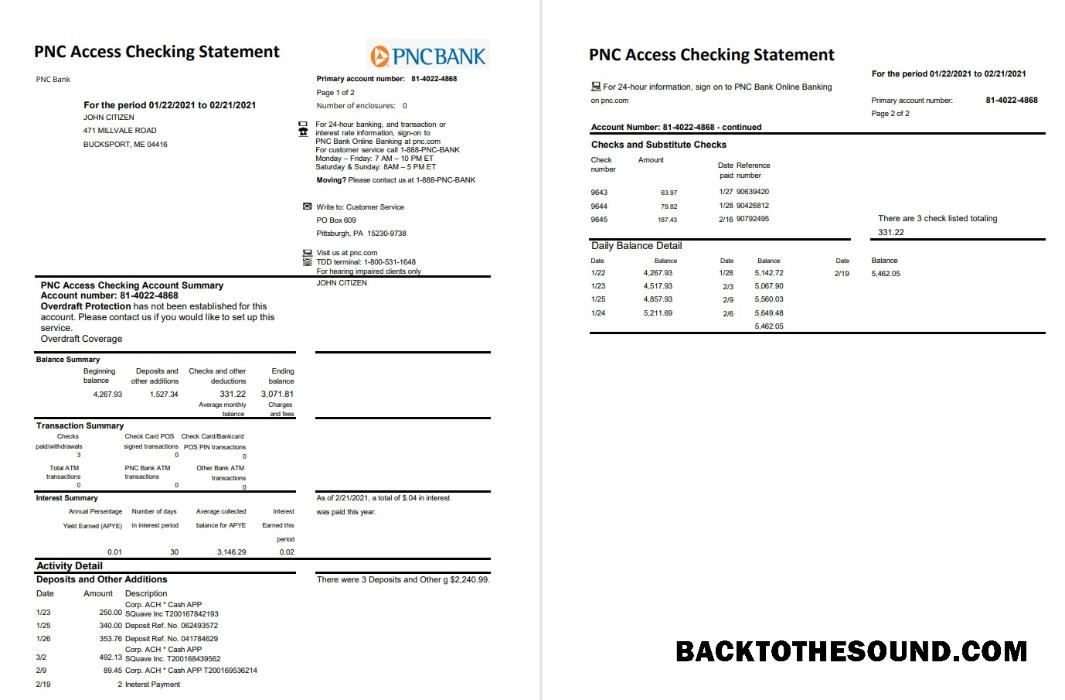 PNC Access Checking Statement
PNCBANK
PNC Bank
Primary account number: 81-4022-4868
Page 1 of 2
Number of enclosures: 0
For the period 01/22/2021 to 02/21/2021
JOHN CITIZEN
471 MILLVALE ROAD
BUCKSPORT, ME 04416
For 24-hour banking, and transaction or
interest rate information, sign-on to
PNC Bank Online Banking at pnc.com
For customer service call 1-888-PNC-BANK
Monday – Friday: 7 AM – 10 PM ET
Saturday & Sunday: 8AM – 5 PM ET
Moving? Please contact us at 1-888-PNC-BANK
Write to: Customer Service
PO Box 609
Pittsburgh, PA 15230-9738
Visit us at pnc.com
TDD terminal: 1-800-531-1648
For hearing impaired clients only
JOHN CITIZEN
PNC Access Checking Account Summary
Account number: 81-4022-4868
Overdraft Protection has not been established for this
account. Please contact us if you would like to set up this
service.
Overdraft Coverage
Balance Summary
Beginning Deposits and Checks and other Ending
balance other additions deductions balance
4,267.93 1,527.34 331.22 3,071.81
Average monthly Charges
balance and fees
Transaction Summary
Checks Check Card POS Check Card/Bankcard
paid/withdrawals signed transactions POS PIN transactions
3 0 0
Total ATM PNC Bank ATM Other Bank ATM
transactions transactions transactions
0 0 0
Interest Summary
As of 2/21/2021, a total of $.04 in interest
was paid this year.
Annual Persentage Number of days Average collected Interest
Yield Earned (APYE) in interest period balance for APYE Earned this
period
0.01 30 3,146.29 0.02
Activity Detail
Deposits and Other Additions
There were 3 Deposits and Other g $2,240.99.
Date Amount Description
Corp. ACH * Cash APP
1/23 250.00 SQuave Inc T200167842193
1/25 340.00 Deposit Ref. No. 062493572
1/26 353.76 Deposit Ref. No. 041784629
Corp. ACH * Cash APP
3/2 492.13 SQuave Inc. T200168439562
2/9 89.45 Corp. ACH * Cash APP T200169536214
2/19 2 Ineterst Payment
PNC Access Checking Statement
For the period 01/22/2021 to 02/21/2021
For 24-hour information, sign on to PNC Bank Online Banking
on pnc.com
Primary account number: 81-4022-4868
Page 2 of 2
Account Number: 81-4022-4868 - continued
Checks and Substitute Checks
Check Amount Date Reference
number paid number
9643 63.97 1/27 90639420
9644 79.82 1/28 90426812
9645 187.43 2/16 90792495
There are 3 check listed totaling
331.22
Daily Balance Detail
Date Balance Date Balance Date Balance
1/22 4,267.93 1/28 5,142.72 2/19 5,462.05
1/23 4,517.93 2/3 5,067.90
1/25 4,857.93 2/9 5,560.03
1/24 5,211.69 2/6 5,649.48
5,462.05
BACKTOTHESOUND.COM